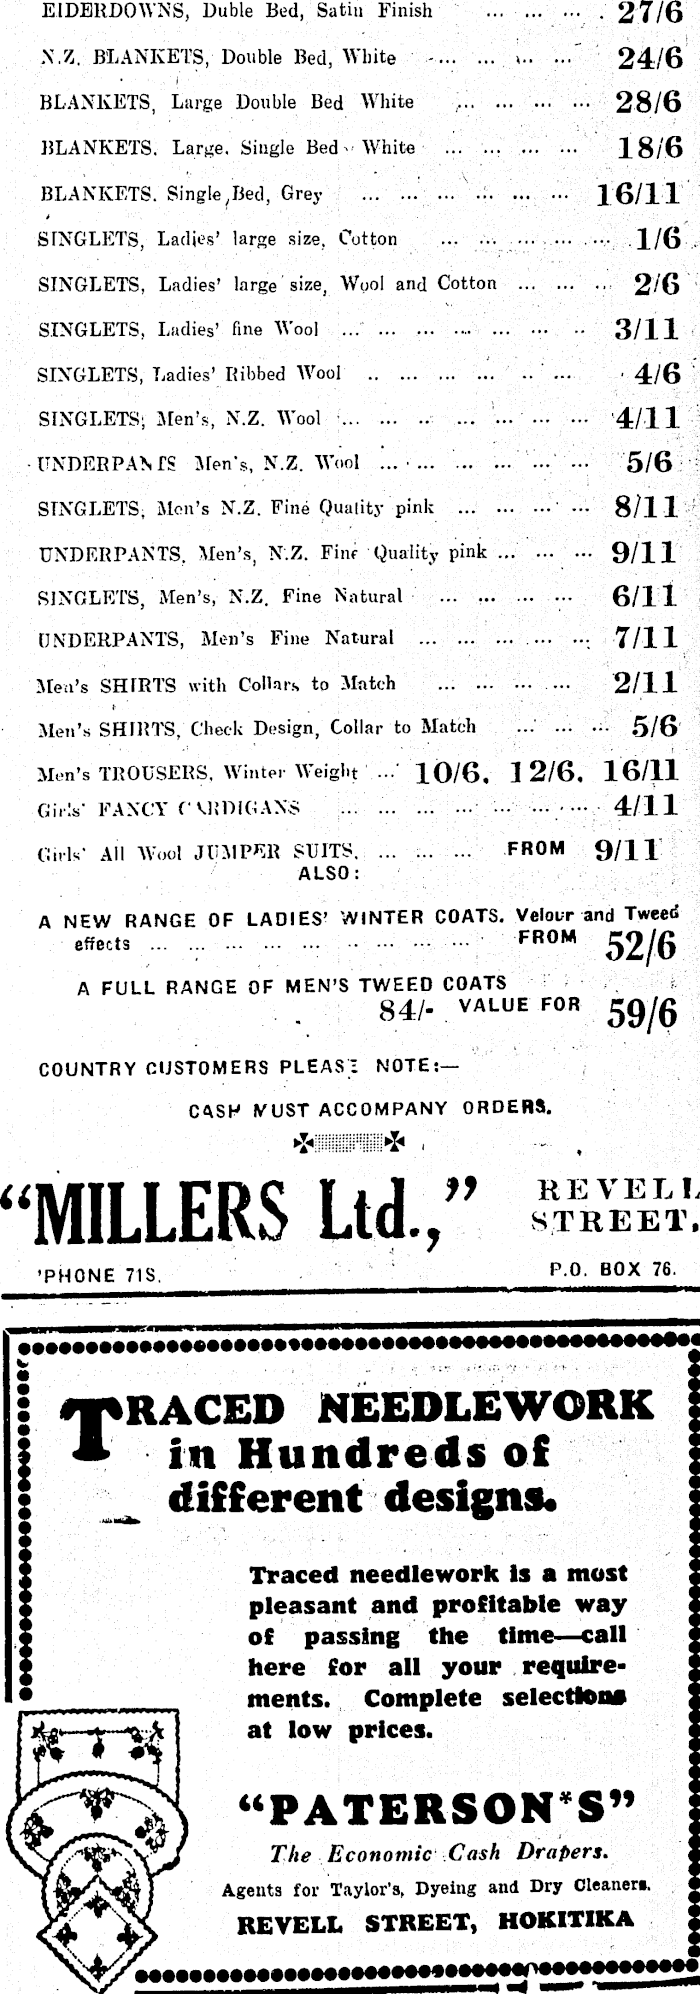 EIDERDOWNS, Duble Bed, Satin Finish ... ... ... . 27/6
N.Z. BLANKETS, Double Bed, White ... ... ... ... 24/6
BLANKETS, Large Double Bed White ... ... ... ... 28/6
BLANKETS. Large. Single Bed White ... ... ... ... 18/6
BLANKETS. Single Bed, Grey ... ... ... ... ... ... 16/11
SINGLETS, Ladies' large size, Cotton ... ... ... ... ... 1/6
SINGLETS, Ladies' large size, Wool and Cotton ... ... ... 2/6
SINGLETS, Ladies' fine Wool ... ... ... ... ... ... .. 3/11
SINGLETS, Ladies' Ribbed Wool .. ... ... ... .. ... 4/6
SINGLETS, Men's, N.Z. Wool ... ... .. ... ... ... ... 4/11
UNDERPANTS Men's, N.Z. Wool ... ... ... ... ... ... 5/6
SINGLETS, Men's N.Z. Fine Quality pink ... ... ... ... 8/11
UNDERPANTS, Men's, N.Z. Fine Quality pink ... ... ... ... 9/11
SINGLETS, Men's, N.Z. Fine Natural ... ... ... ... 6/11
UNDERPANTS, Men's Fine Natural ... ... ... ... ... 7/11
Men's SHIRTS with Collars to Match ... ... ... ... 2/11
Men's SHIRTS, Check Design, Collar to Match ... ... ... 5/6
Men's TROUSERS, Winter Weight ... 10/6. 12/6. 16/11
Girls' FANCY CARDIGANS ... ... ... ... ... ... ... 4/11
Girls' All Wool JUMPER SUITS. ... ... ... FROM 9/11
ALSO:
A NEW RANGE OF LADIES' WINTER COATS. Velour and Tweed
effects ... ... ... ... ... .. ... ... ... FROM 52/6
A FULL RANGE OF MEN'S TWEED COATS
84/- VALUE FOR 59/6
COUNTRY CUSTOMERS PLEASE NOTE:—
CASH MUST ACCOMPANY ORDERS.
"MILLERS Ltd.," REVELL
STREET.
'PHONE 71S. P.O. BOX 76.
TRACED NEEDLEWORK
in Hundreds of
different designs.
Traced needlework is a most
pleasant and profitable way
of passing the time—call
here for all your require-
ments. Complete selections
at low prices.
"PATERSON*S"
The Economic Cash Drapers.
Agents for Taylor's, Dyeing and Dry Cleaners.
REVELL STREET, HOKITIKA